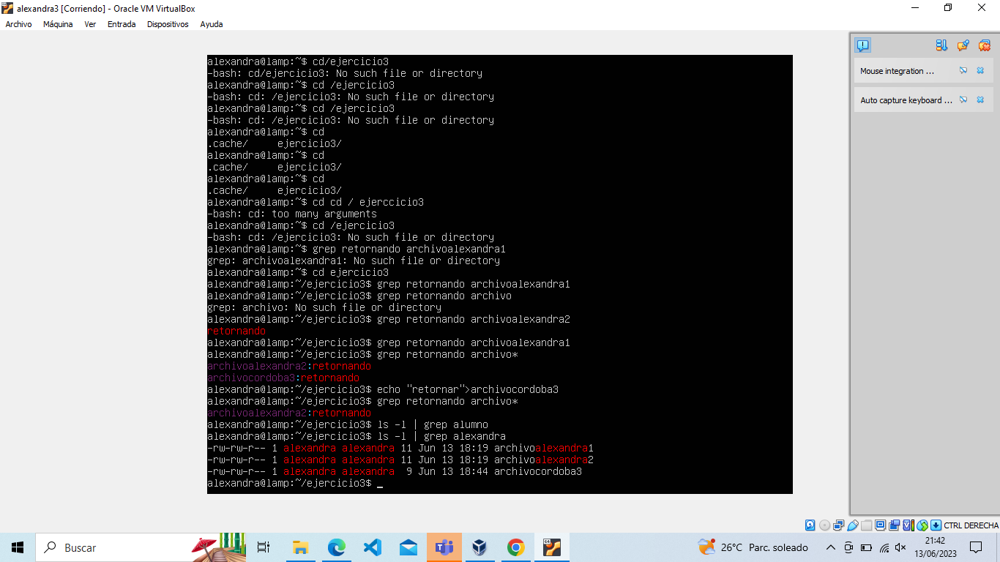 alexandra3 [Corriendo] - Oracle VM VirtualBox
Archivo Máquina Ver Entrada Dispositivos Ayuda
alexandra@lamp:~$ cd/ejercicio3
-bash: cd/ejercicio3: No such file or directory
alexandra@lamp:~$ cd /ejercicio3
-bash: cd: /ejercicio3: No such file or directory
alexandra@lamp:~$ cd /ejercicio3
-bash: cd: /ejercicio3: No such file or directory
alexandra@lamp:~$ cd
.cache/     ejercicio3/
alexandra@lamp:~$ cd
.cache/     ejercicio3/
alexandra@lamp:~$ cd
.cache/     ejercicio3/
alexandra@lamp:~$ cd cd / ejerccicio3
-bash: cd: too many arguments
alexandra@lamp:~$ cd /ejercicio3
-bash: cd: /ejercicio3: No such file or directory
alexandra@lamp:~$ grep retornando archivoalexandra1
grep: archivoalexandra1: No such file or directory
alexandra@lamp:~$ cd ejercicio3
alexandra@lamp:~/ejercicio3$ grep retornando archivoalexandra1
alexandra@lamp:~/ejercicio3$ grep retornando archivo
grep: archivo: No such file or directory
alexandra@lamp:~/ejercicio3$ grep retornando archivoalexandra2
retornando
alexandra@lamp:~/ejercicio3$ grep retornando archivoalexandra1
alexandra@lamp:~/ejercicio3$ grep retornando archivo*
archivoalexandra2:retornando
archivocordoba3:retornando
alexandra@lamp:~/ejercicio3$ echo "retornar">archivocordoba3
alexandra@lamp:~/ejercicio3$ grep retornando archivo*
archivoalexandra2:retornando
alexandra@lamp:~/ejercicio3$ ls -l | grep alumno
alexandra@lamp:~/ejercicio3$ ls -l | grep alexandra
-rw-rw-r-- 1 alexandra alexandra 11 Jun 13 18:19 archivoalexandra1
-rw-rw-r-- 1 alexandra alexandra 11 Jun 13 18:19 archivoalexandra2
-rw-rw-r-- 1 alexandra alexandra  9 Jun 13 18:44 archivocordoba3
alexandra@lamp:~/ejercicio3$ _
Mouse integration ...
Auto capture keyboard ...
CTRL DERECHA
Buscar
64
26°C Parc. soleado
21:42
13/06/2023